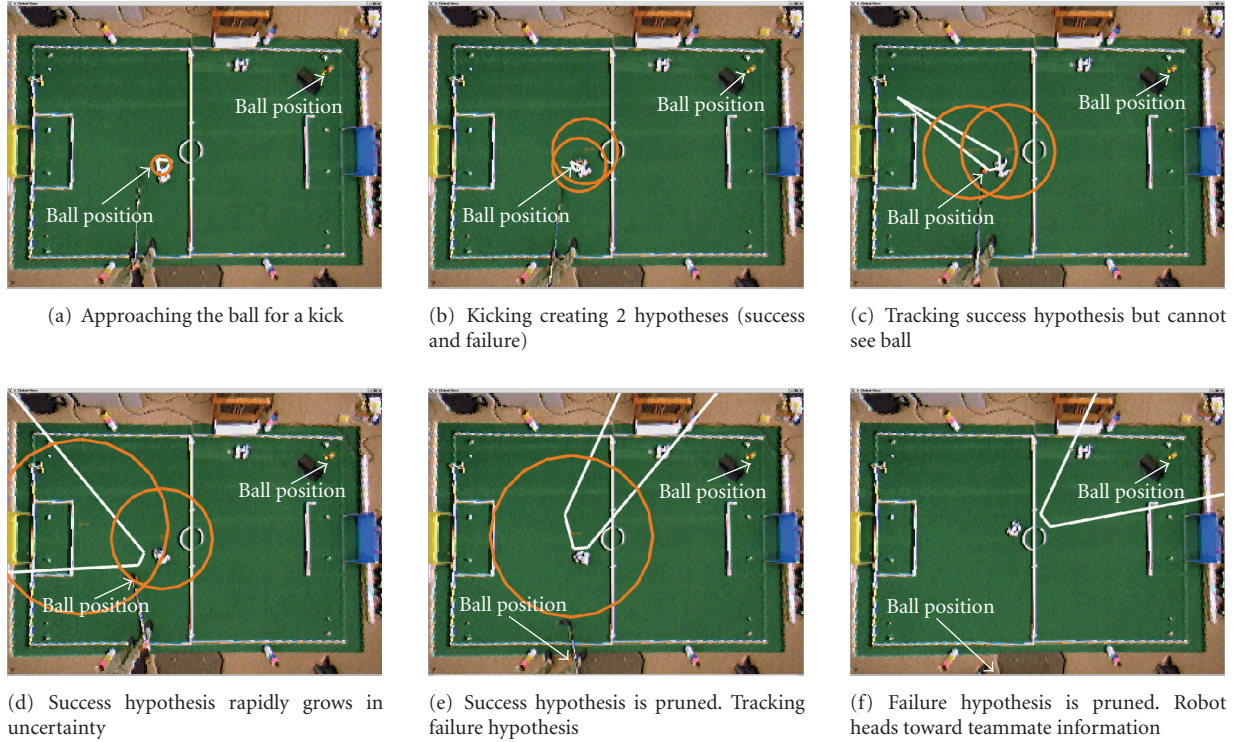 Ball position
Ball position
(a) Approaching the ball for a kick
Ball position
Ball position
(b) Kicking creating 2 hypotheses (success
and failure)
Ball position
Ball position
(c) Tracking success hypothesis but cannot
see ball
Ball position
Ball position
(d) Success hypothesis rapidly grows in
uncertainty
Ball position
Ball position
(e) Success hypothesis is pruned. Tracking
failure hypothesis
Ball position
Ball position
(f) Failure hypothesis is pruned. Robot
heads toward teammate information